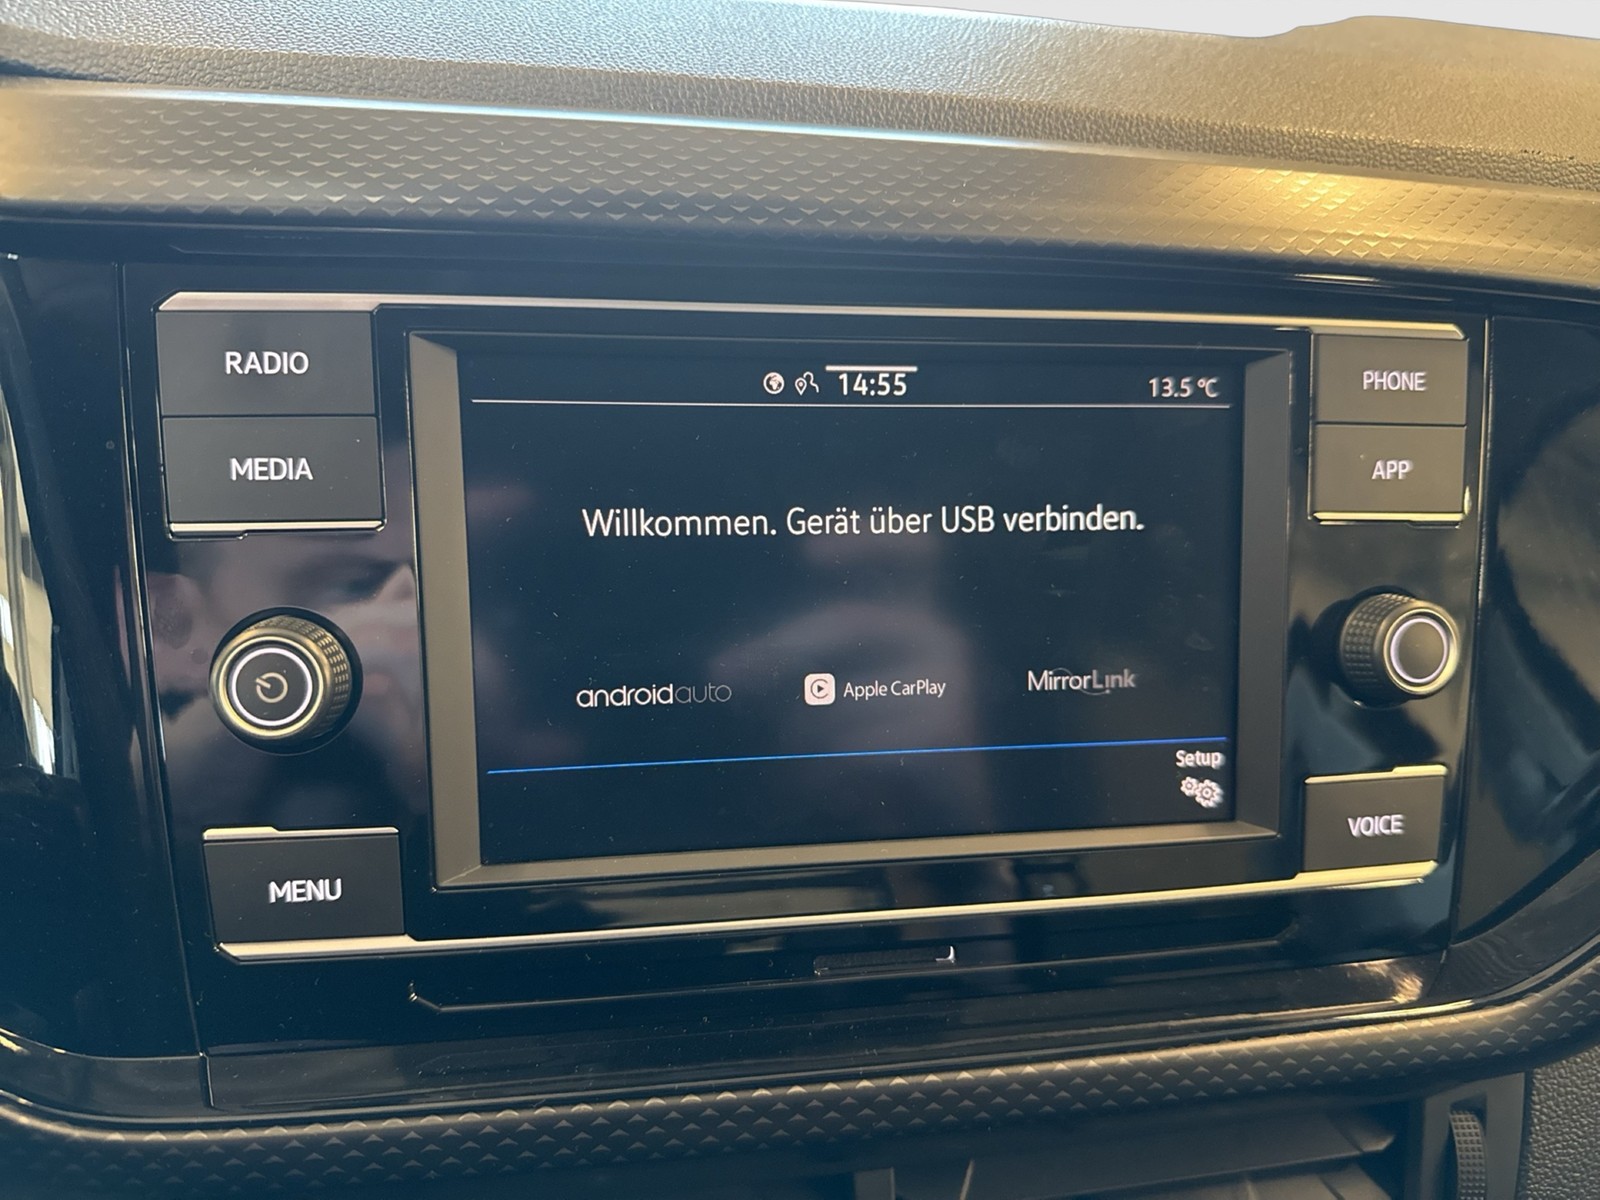 RADIO
MEDIA
MENU
14:55
13.5 °C
Willkommen. Gerät über USB verbinden.
androidauto
Apple CarPlay
MirrorLink
Setup
PHONE
APP
VOICE